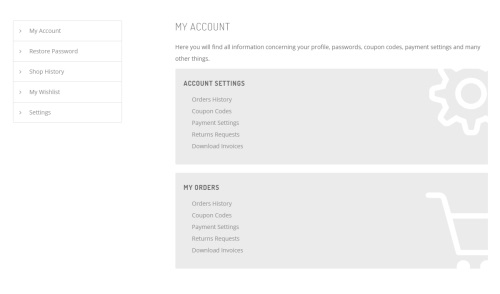 My Account
Restore Password
Shop History
My Wishlist
Settings
MY ACCOUNT
Here you will find all information concerning your profile, passwords, coupon codes, payment settings and many
other things.
ACCOUNT SETTINGS
Orders History
Coupon Codes
Payment Settings
Returns Requests
Download Invoices
MY ORDERS
Orders History
Coupon Codes
Payment Settings
Returns Requests
Download Invoices